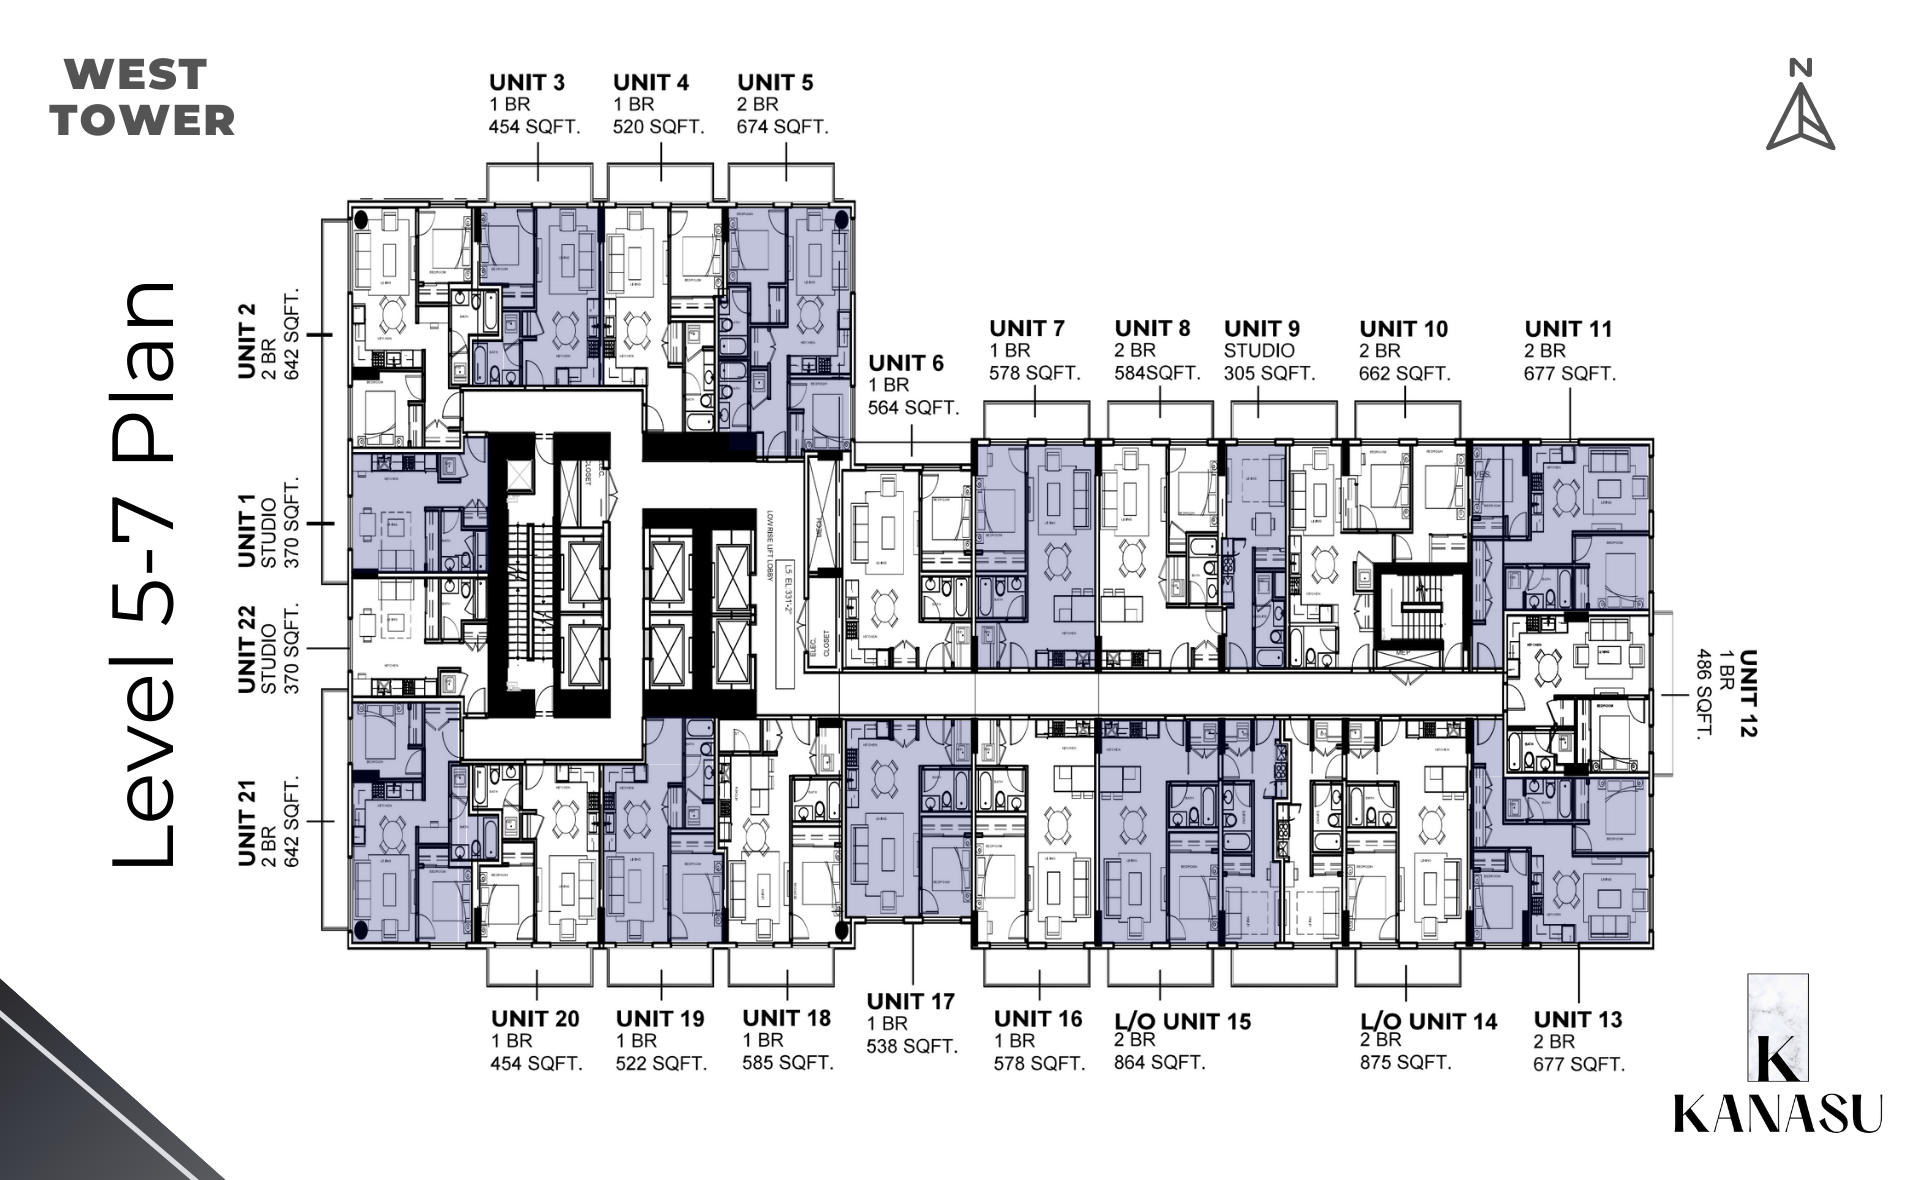 WEST
TOWER
N
Level 5-7 Plan
UNIT 3
1 BR
454 SQFT.
UNIT 4
1 BR
520 SQFT.
UNIT 5
2 BR
674 SQFT.
UNIT 2
2 BR
642 SQFT.
UNIT 1
STUDIO
370 SQFT.
UNIT 22
STUDIO
370 SQFT.
UNIT 21
2 BR
642 SQFT.
UNIT 6
1 BR
564 SQFT.
UNIT 7
1 BR
578 SQFT.
UNIT 8
2 BR
584SQFT.
UNIT 9
STUDIO
305 SQFT.
UNIT 10
2 BR
662 SQFT.
UNIT 11
2 BR
677 SQFT.
UNIT 12
1 BR
486 SQFT.
CLOSET
LOW RISE LIFT LOBBY
L5 EL.331'-2"
MECH.
ELEC.
CLOSET
MEP
UNIT 20
1 BR
454 SQFT.
UNIT 19
1 BR
522 SQFT.
UNIT 18
1 BR
585 SQFT.
UNIT 17
1 BR
538 SQFT.
UNIT 16
1 BR
578 SQFT.
L/O UNIT 15
2 BR
864 SQFT.
L/O UNIT 14
2 BR
875 SQFT.
UNIT 13
2 BR
677 SQFT.
K
KANASU